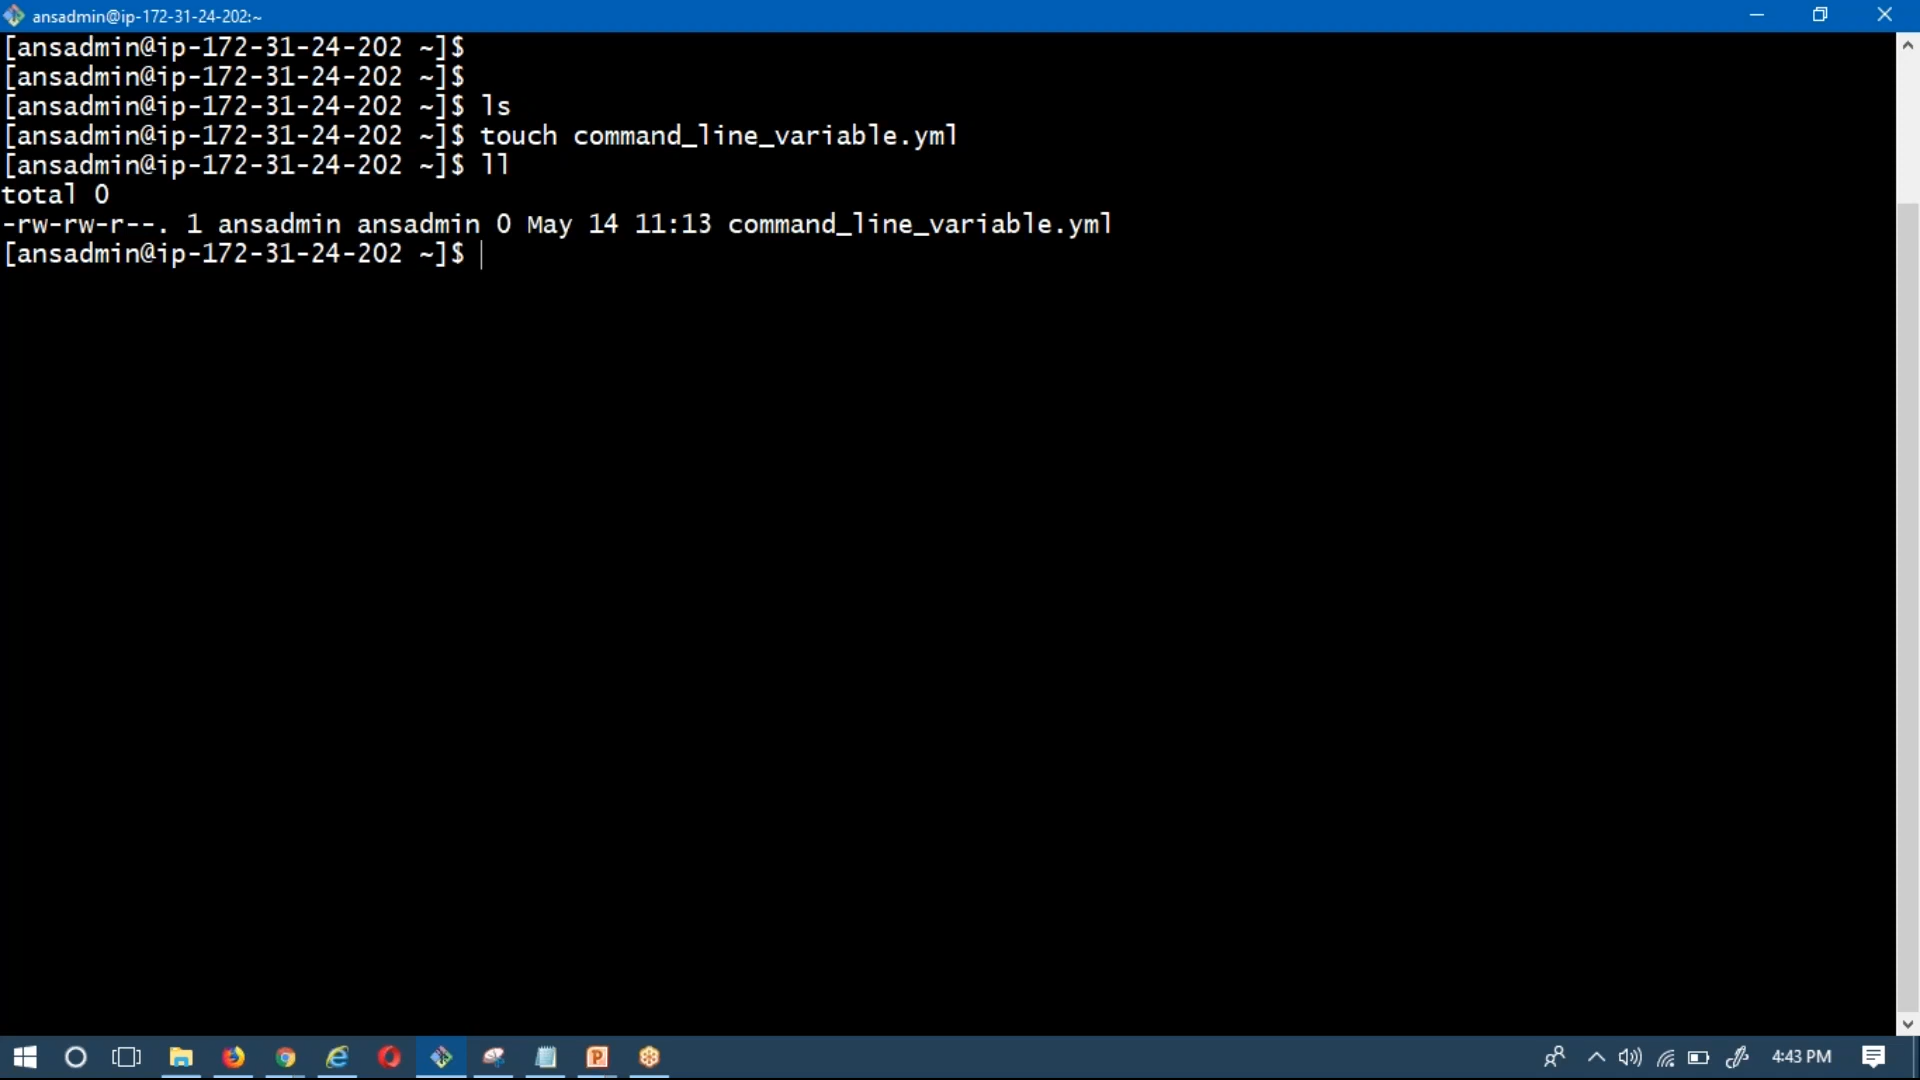 ansadmin@ip-172-31-24-202:~
[ansadmin@ip-172-31-24-202 ~]$
[ansadmin@ip-172-31-24-202 ~]$
[ansadmin@ip-172-31-24-202 ~]$ ls
[ansadmin@ip-172-31-24-202 ~]$ touch command_line_variable.yml
[ansadmin@ip-172-31-24-202 ~]$ ll
total 0
-rw-rw-r--. 1 ansadmin ansadmin 0 May 14 11:13 command_line_variable.yml
[ansadmin@ip-172-31-24-202 ~]$
4:43 PM